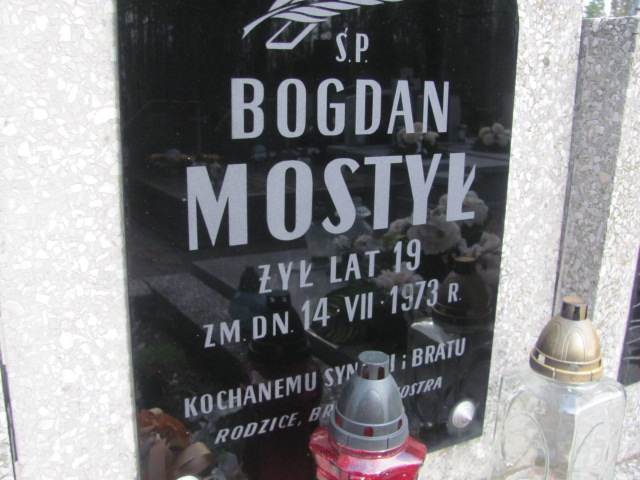 Ś.P.
BOGDAN
MOSTYŁ
ŻYŁ LAT 19
ZM. DN. 14 VII 1973 R.
KOCHANEMU i BRATU
RODZICE,